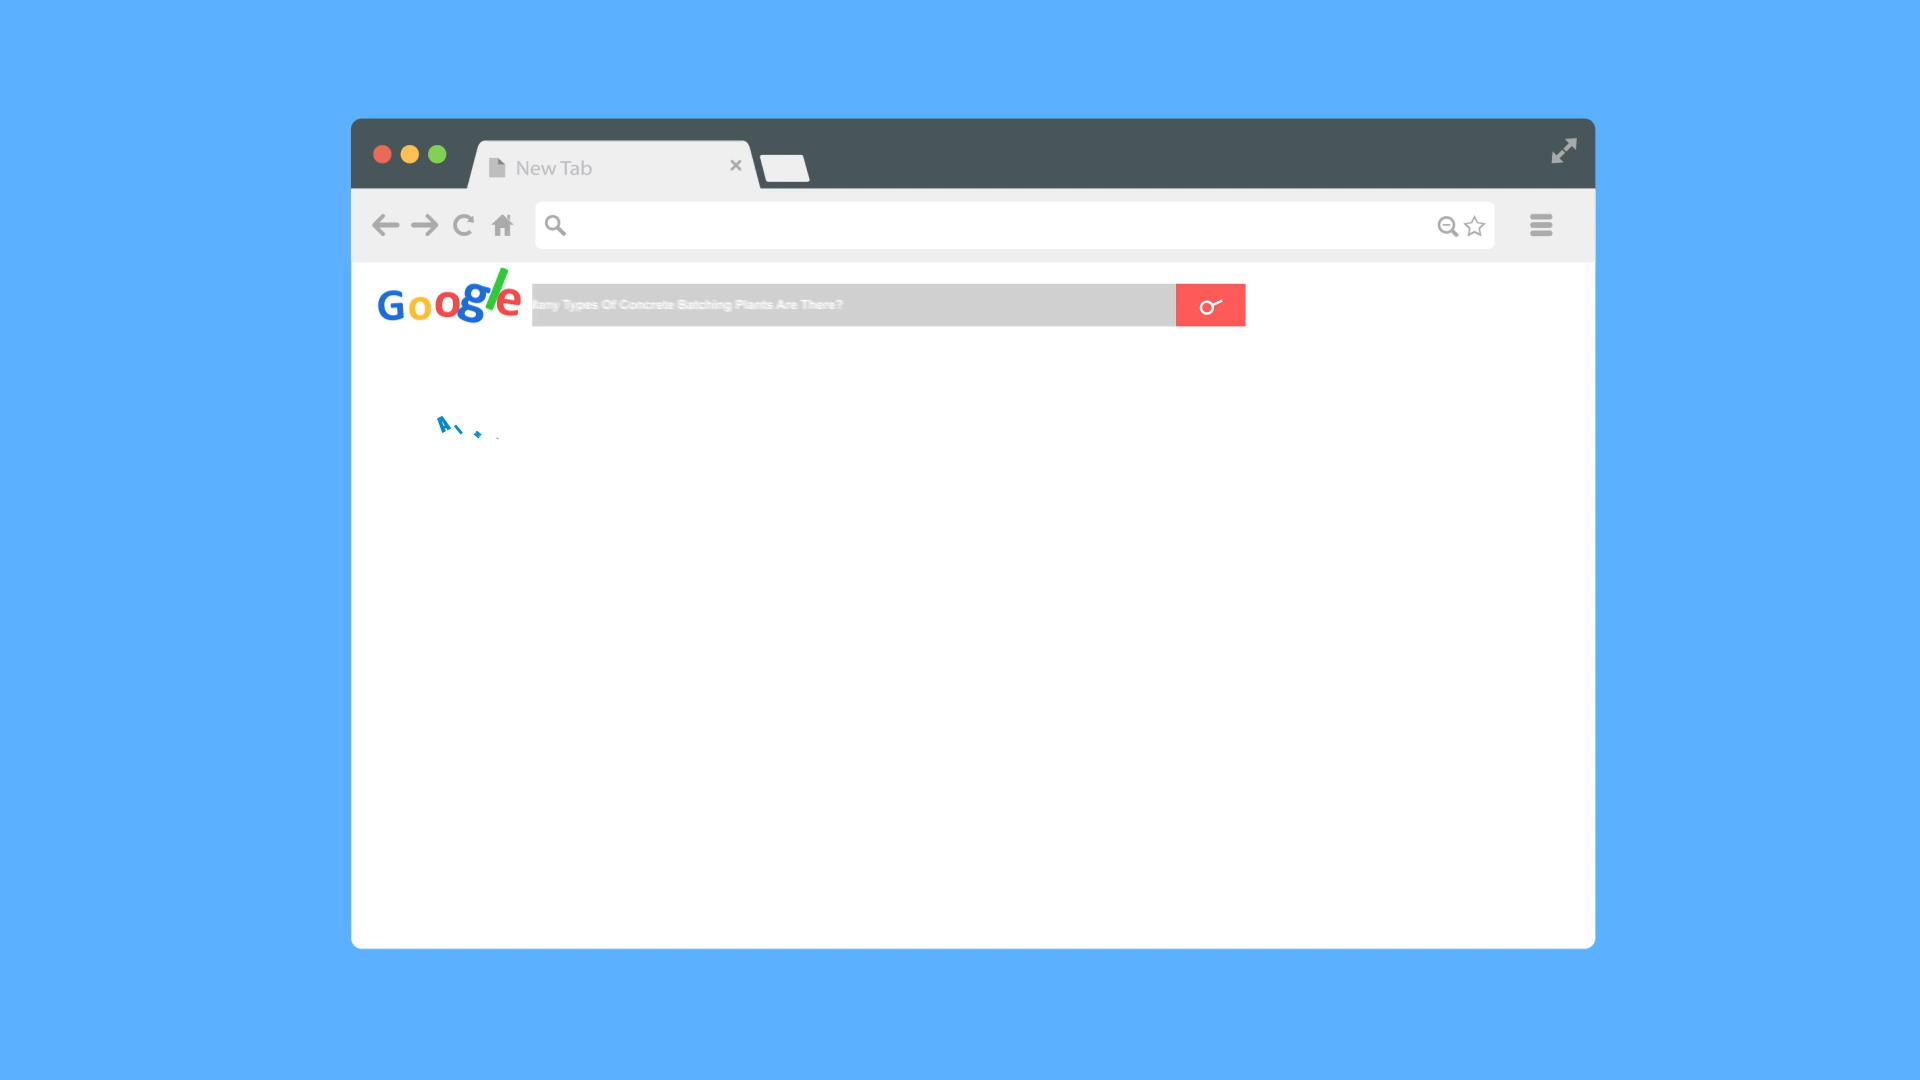 New Tab
Google
Types Of Concrete Batching Plants Are There?
A